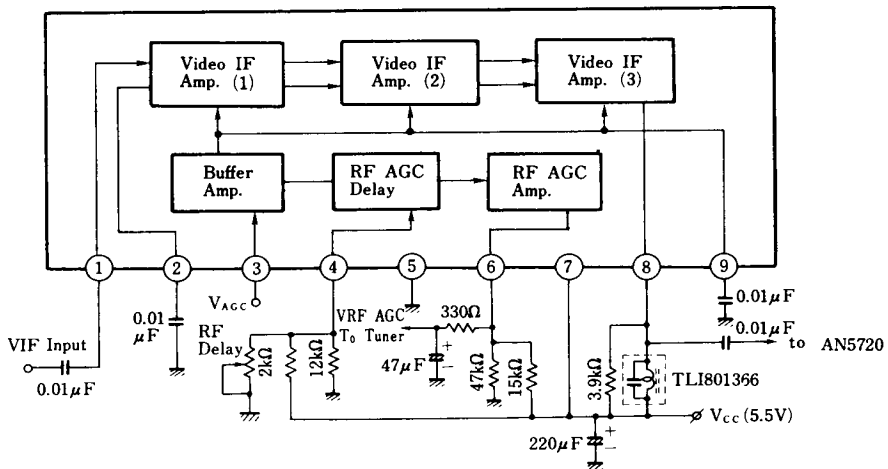 Video IF
Amp. (1)
Video IF
Amp. (2)
Video IF
Amp. (3)
Buffer
Amp.
RF AGC
Delay
RF AGC
Amp.
1
2
3
4
5
6
7
8
9
VAGC
0.01
μF
VIF Input
0.01μF
RF
Delay
2kΩ
12kΩ
VRF AGC
To Tuner
330Ω
47μF
+
−
47kΩ
15kΩ
3.9kΩ
TLI801366
0.01μF
0.01μF
to AN5720
220μF
+
−
VCC (5.5V)